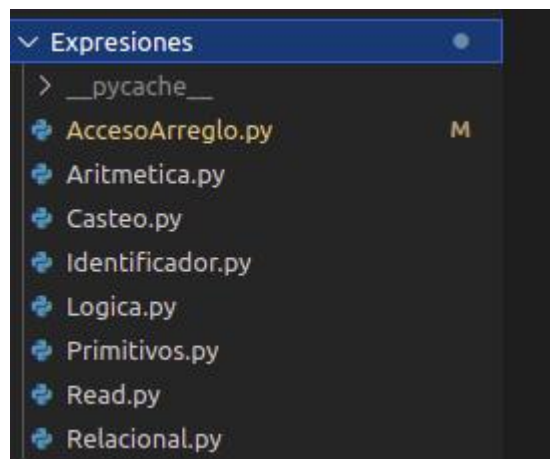 Expresiones
__pycache__
AccesoArreglo.py M
Aritmetica.py
Casteo.py
Identificador.py
Logica.py
Primitivos.py
Read.py
Relacional.py